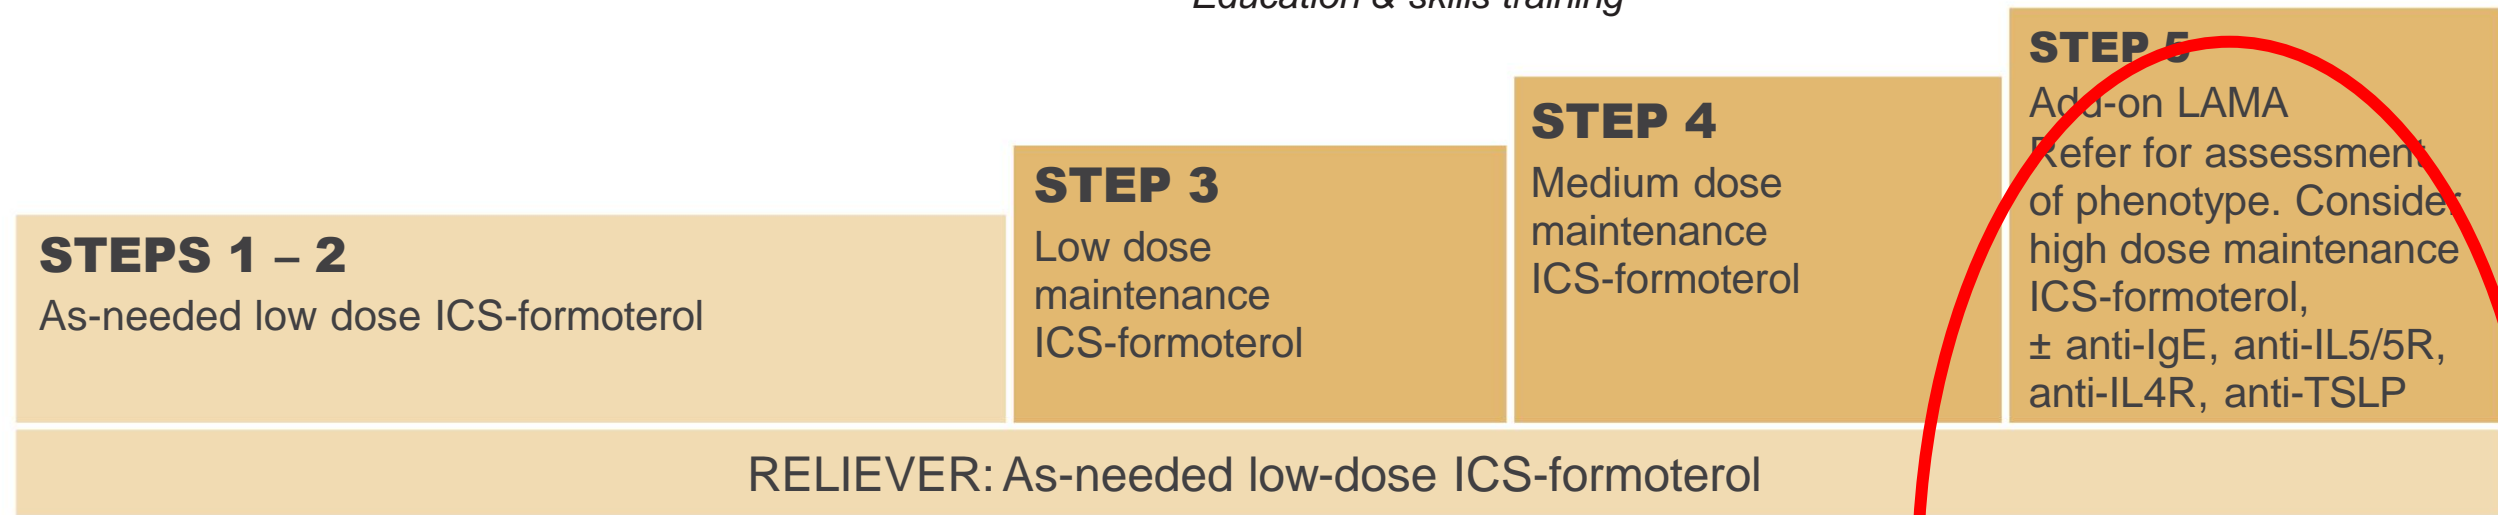 Education & skills training
STEPS 1 – 2
As-needed low dose ICS-formoterol
STEP 3
Low dose
maintenance
ICS-formoterol
STEP 4
Medium dose
maintenance
ICS-formoterol
STEP 5
Add-on LAMA
Refer for assessment
of phenotype. Consider
high dose maintenance
ICS-formoterol,
± anti-IgE, anti-IL5/5R,
anti-IL4R, anti-TSLP
RELIEVER: As-needed low-dose ICS-formoterol